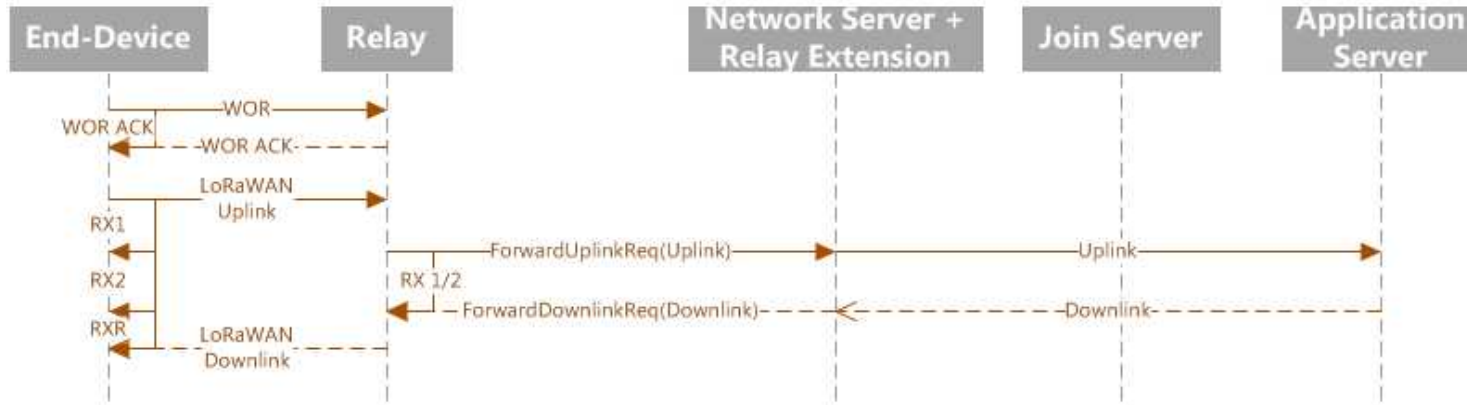 End-Device
Relay
Network Server +
Relay Extension
Join Server
Application
Server
WOR
WOR ACK
WOR ACK
LoRaWAN
Uplink
RX1
ForwardUplinkReq(Uplink)
Uplink
RX2
RX 1/2
ForwardDownlinkReq(Downlink)
Downlink
RXR
LoRaWAN
Downlink